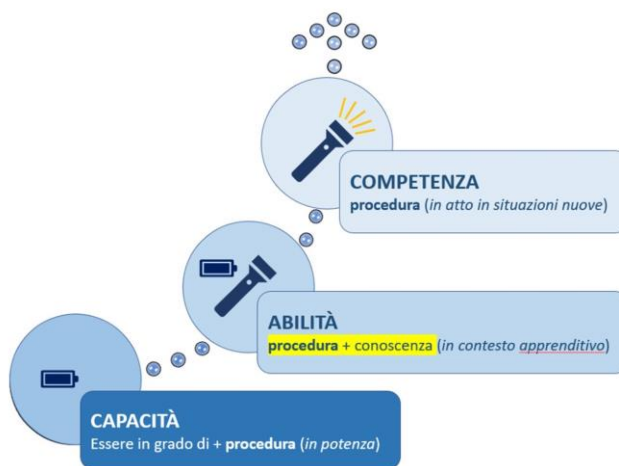 COMPETENZA
procedura (in atto in situazioni nuove)
ABILITÀ
procedura + conoscenza (in contesto apprenditivo)
CAPACITÀ
Essere in grado di + procedura (in potenza)